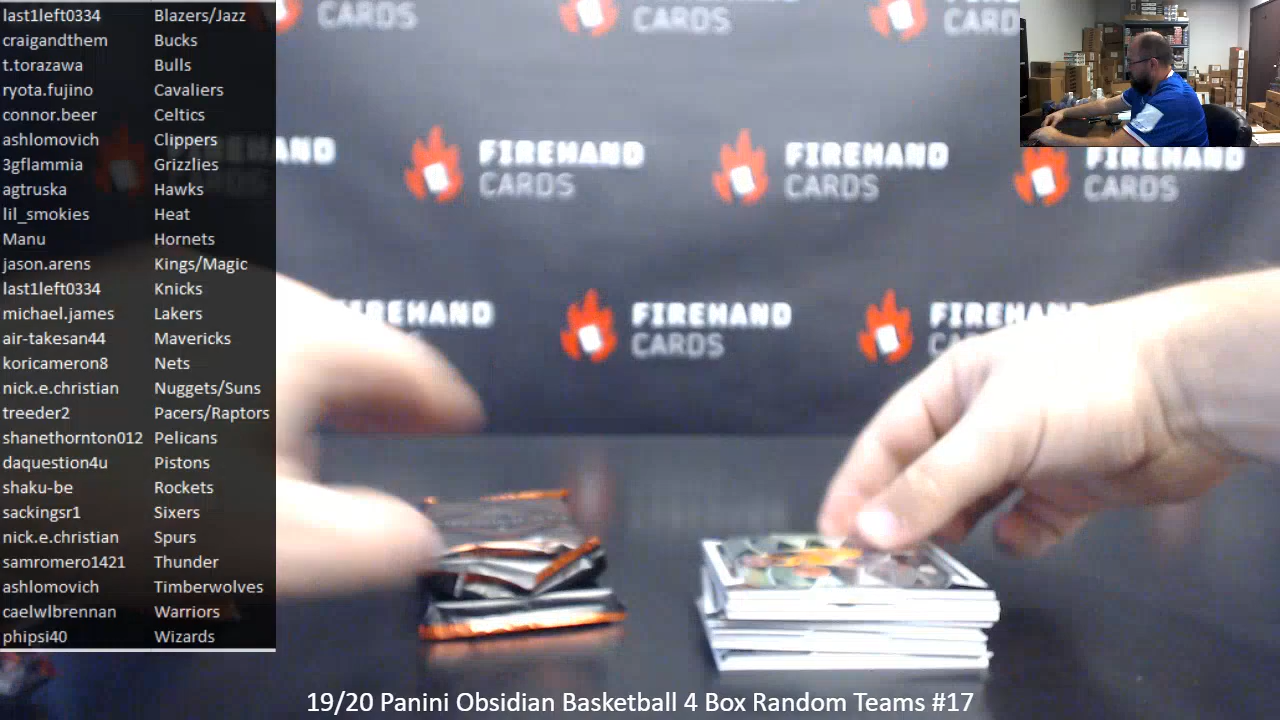 last1left0334 Blazers/Jazz
craigandthem Bucks
t.torazawa Bulls
ryota.fujino Cavaliers
connor.beer Celtics
ashlomovich Clippers
3gflammia Grizzlies
agtruska Hawks
lil_smokies Heat
Manu Hornets
jason.arens Kings/Magic
last1left0334 Knicks
michael.james Lakers
air-takesan44 Mavericks
koricameron8 Nets
nick.e.christian Nuggets/Suns
treeder2 Pacers/Raptors
shanethornton012 Pelicans
daquestion4u Pistons
shaku-be Rockets
sackingsr1 Sixers
nick.e.christian Spurs
samromero1421 Thunder
ashlomovich Timberwolves
caelwlbrennan Warriors
phipsi40 Wizards
CARDS
CARDS
FIREHAND
CARDS
FIREHAND
CARDS
FIREHAND
CARDS
FIREHAND
FIREHAND
CARDS
FIREHAND
19/20 Panini Obsidian Basketball 4 Box Random Teams #17